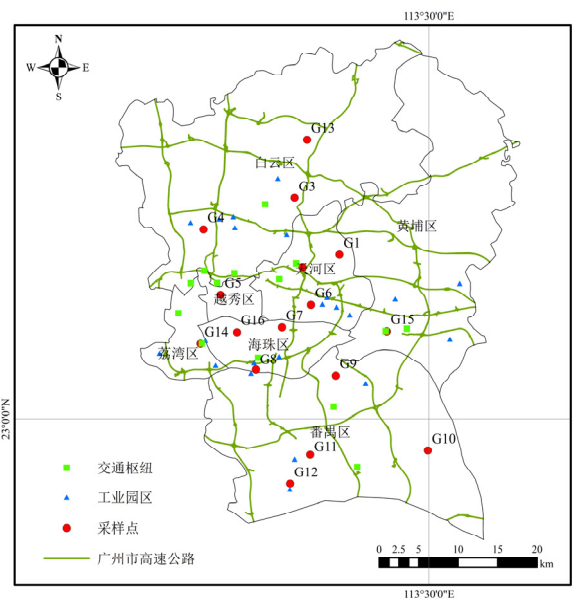 113°30'0"E
N
W E
S
G13
白云区
G3
G4
黄埔区
G1
天河区
G5
越秀区
G6
G7
G16
G15
G14
海珠区
荔湾区
G8
G9
23°0'0"N
番禺区
G10
G11
G12
交通枢纽
工业园区
采样点
广州市高速公路
0 2.5 5 10 15 20
km
113°30'0"E